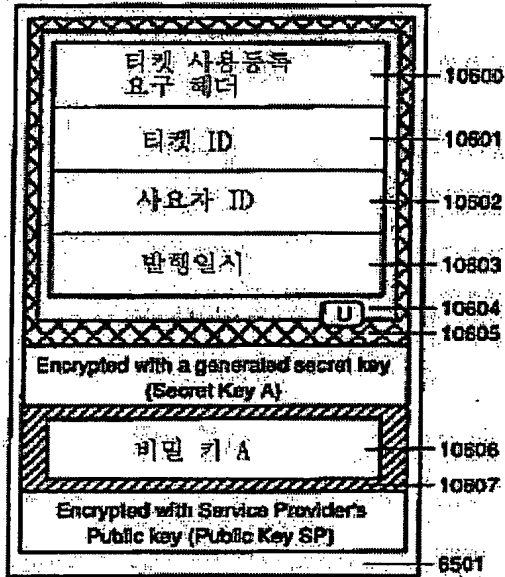 티켓 사용등록
요구 헤더
10600
티켓 ID
10601
사요자 ID
10602
발행일시
10603
U
10604
10605
Encrypted with a generated secret key
(Secret Key A)
비밀 키 A
10606
10607
Encrypted with Service Provider's
Public key (Public Key SP)
6501